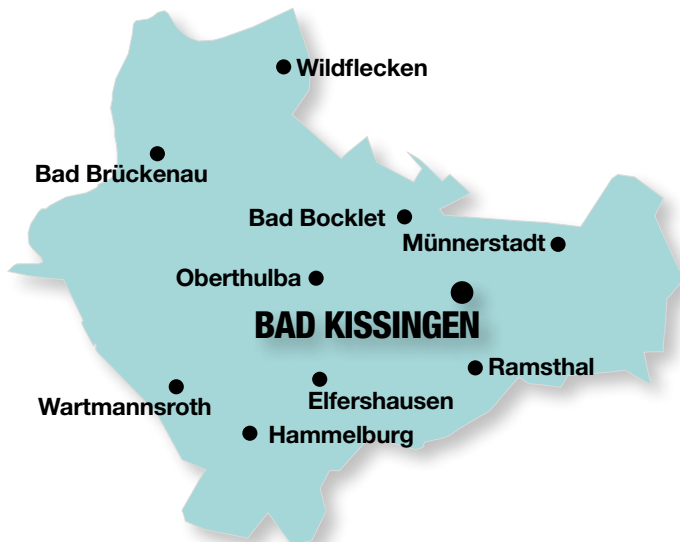 Wildflecken
Bad Brückenau
Bad Bocklet
Münnerstadt
Oberthulba
BAD KISSINGEN
Ramsthal
Wartmannsroth
Elfershausen
Hammelburg